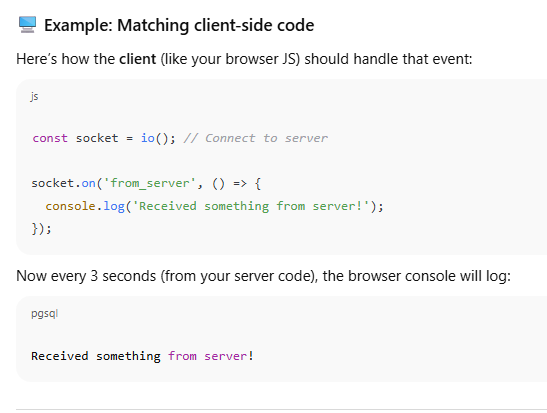 🖥️ Example: Matching client-side code
Here’s how the client (like your browser JS) should handle that event:
js
const socket = io(); // Connect to server
socket.on('from_server', () => {
  console.log('Received something from server!');
});
Now every 3 seconds (from your server code), the browser console will log:
pgsql
Received something from server!